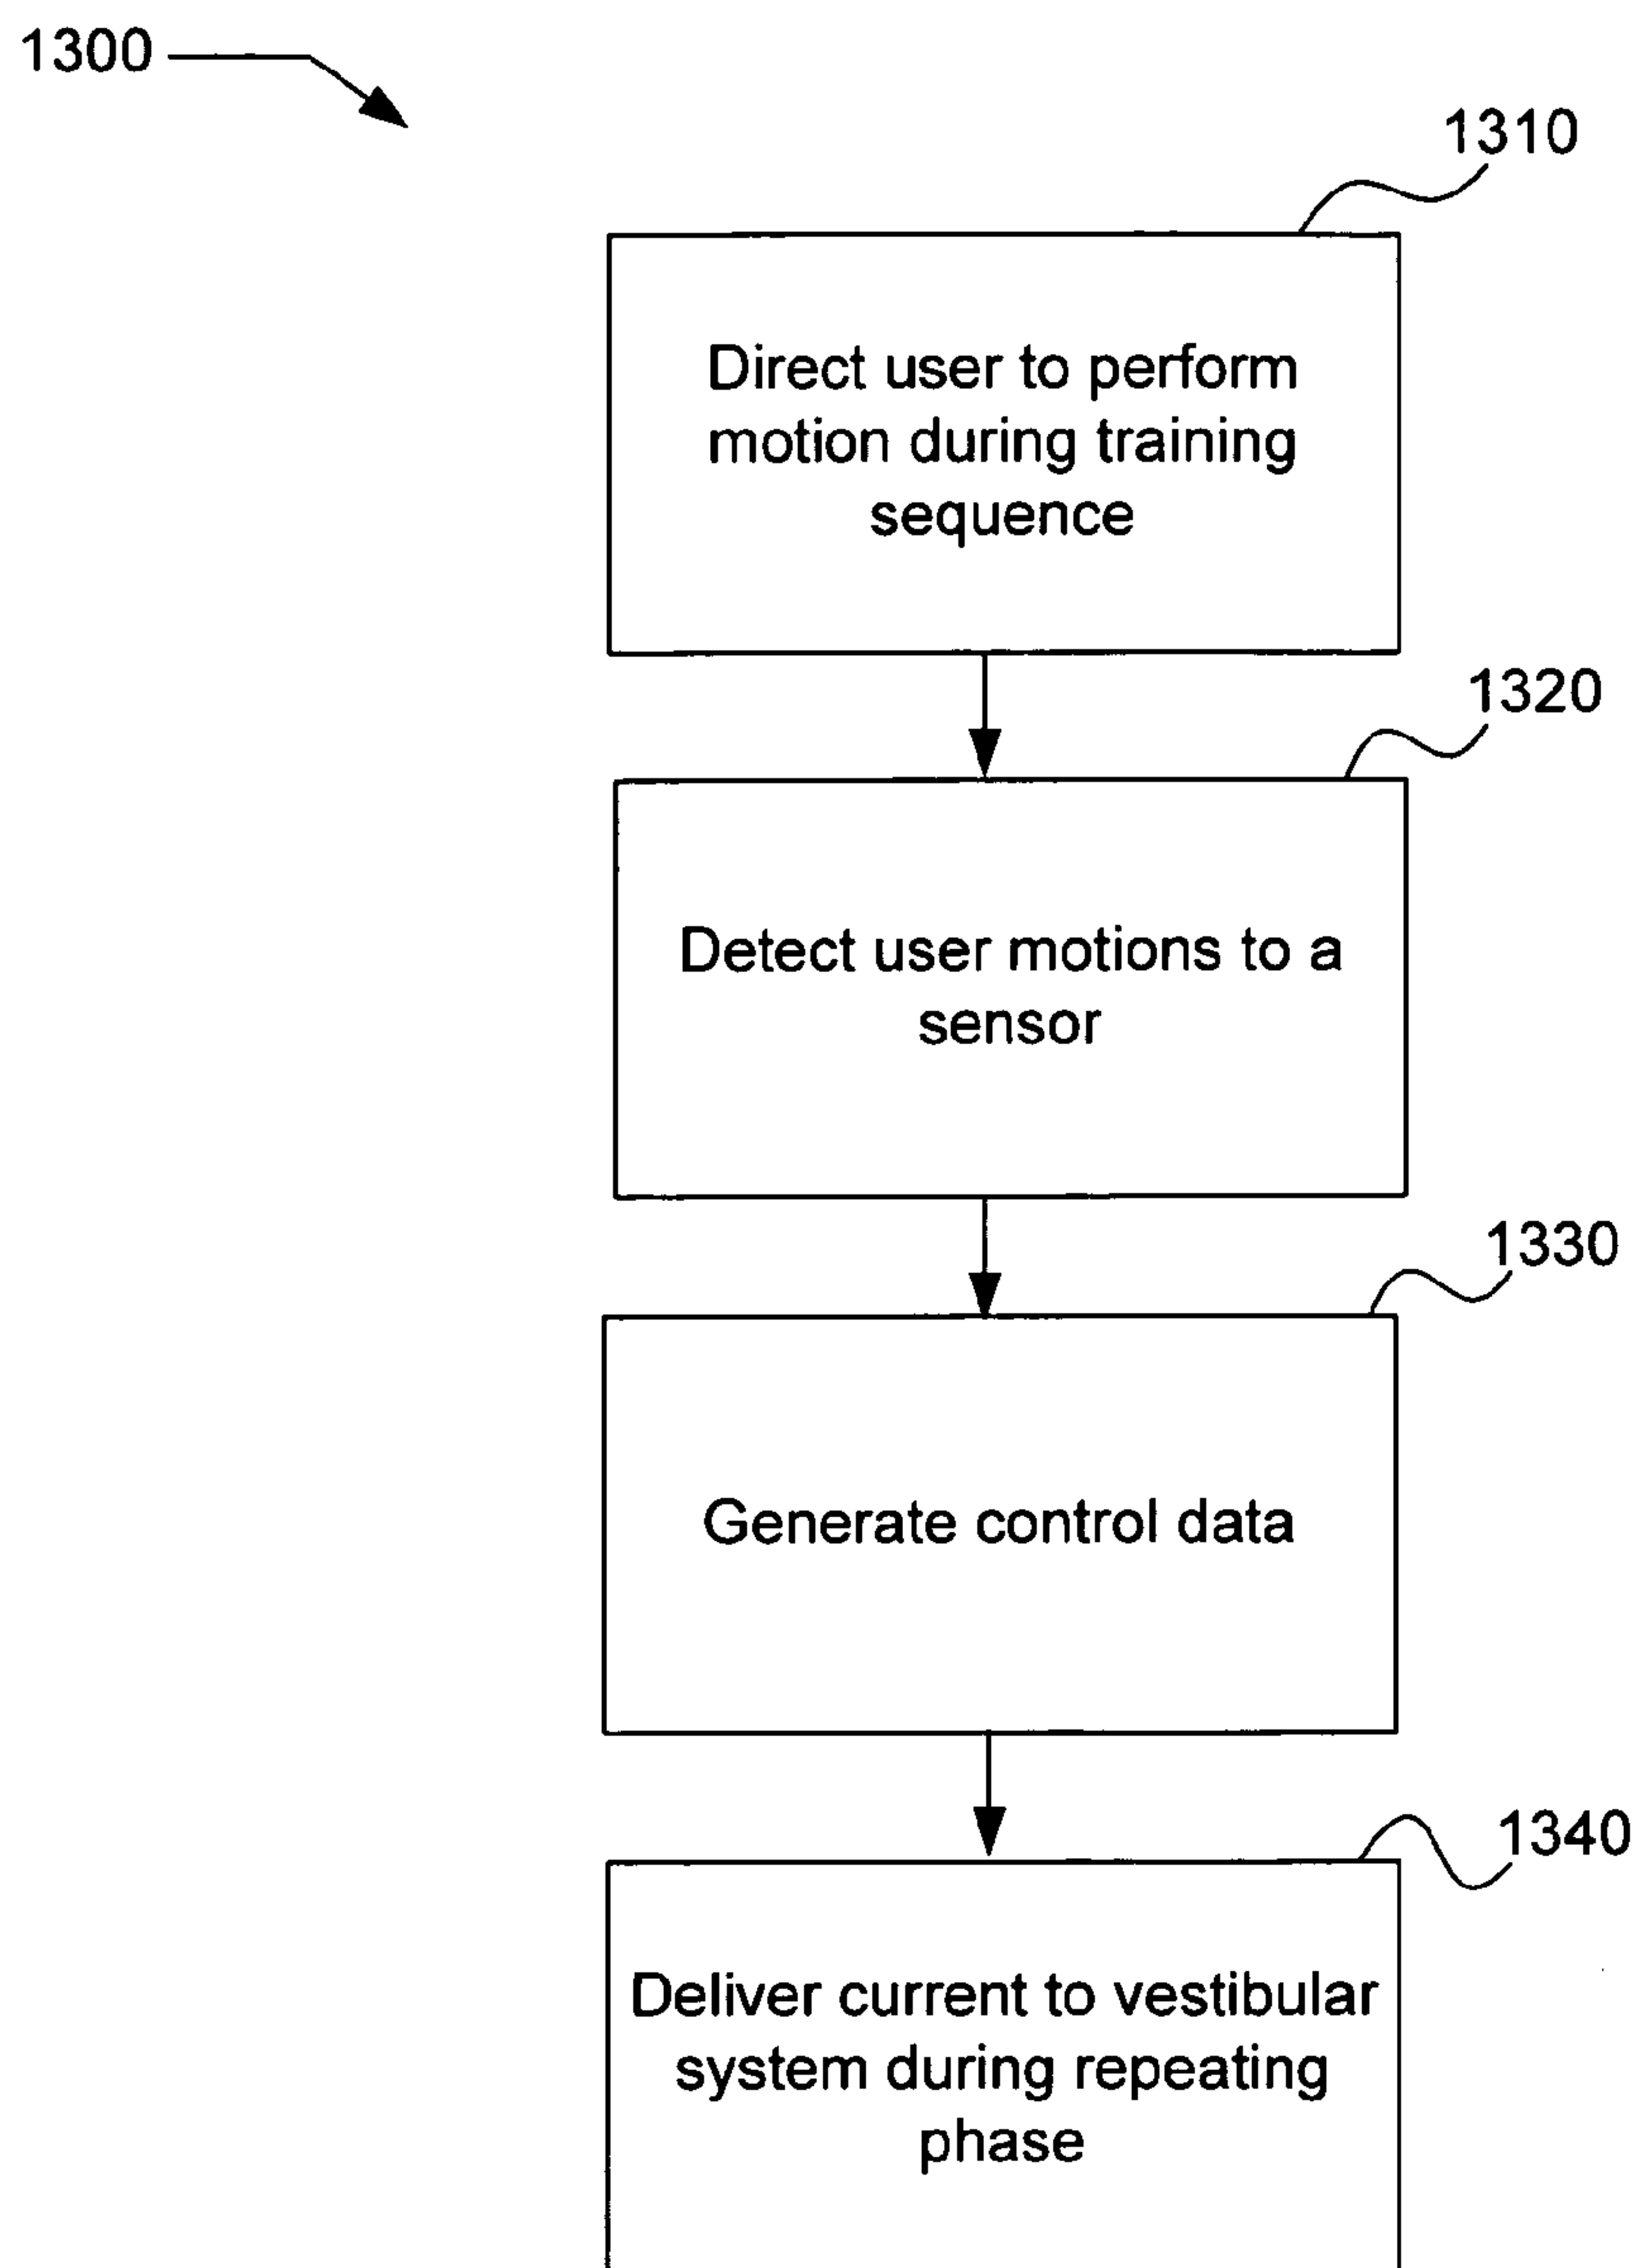 1300
1310
Direct user to perform
motion during training
sequence
1320
Detect user motions to a
sensor
1330
Generate control data
1340
Deliver current to vestibular
system during repeating
phase